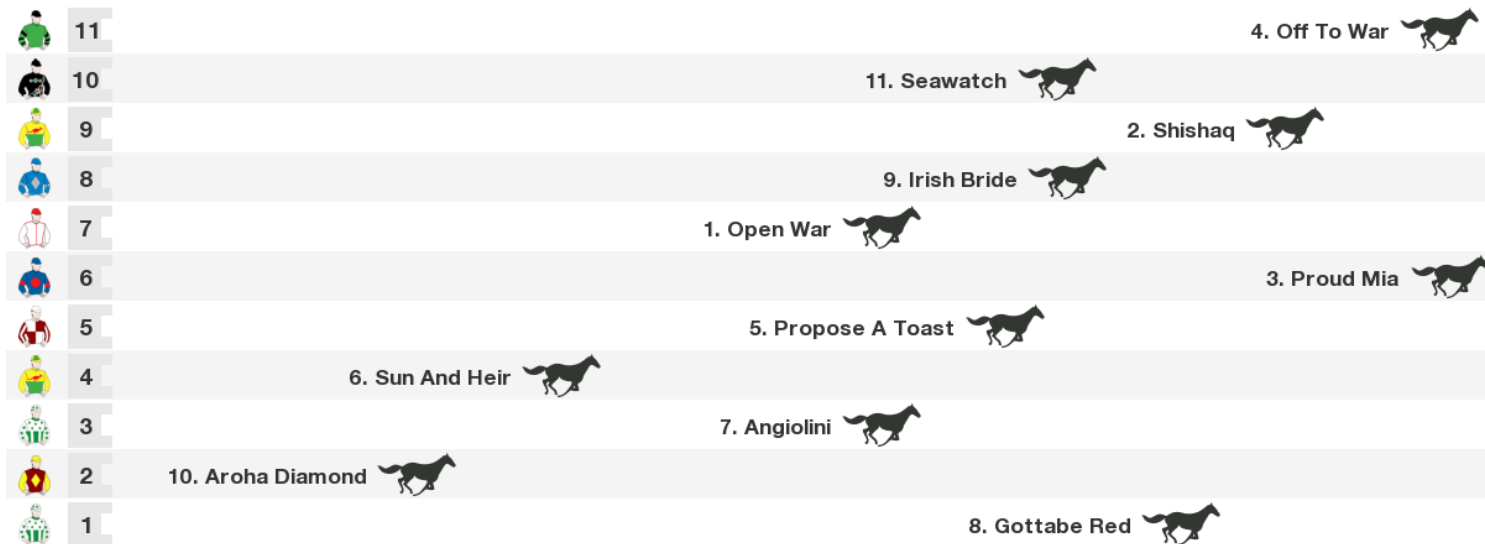 11 4. Off To War
10 11. Seawatch
9 2. Shishaq
8 9. Irish Bride
7 1. Open War
6 3. Proud Mia
5 5. Propose A Toast
4 6. Sun And Heir
3 7. Angiolini
2 10. Aroha Diamond
1 8. Gottabe Red